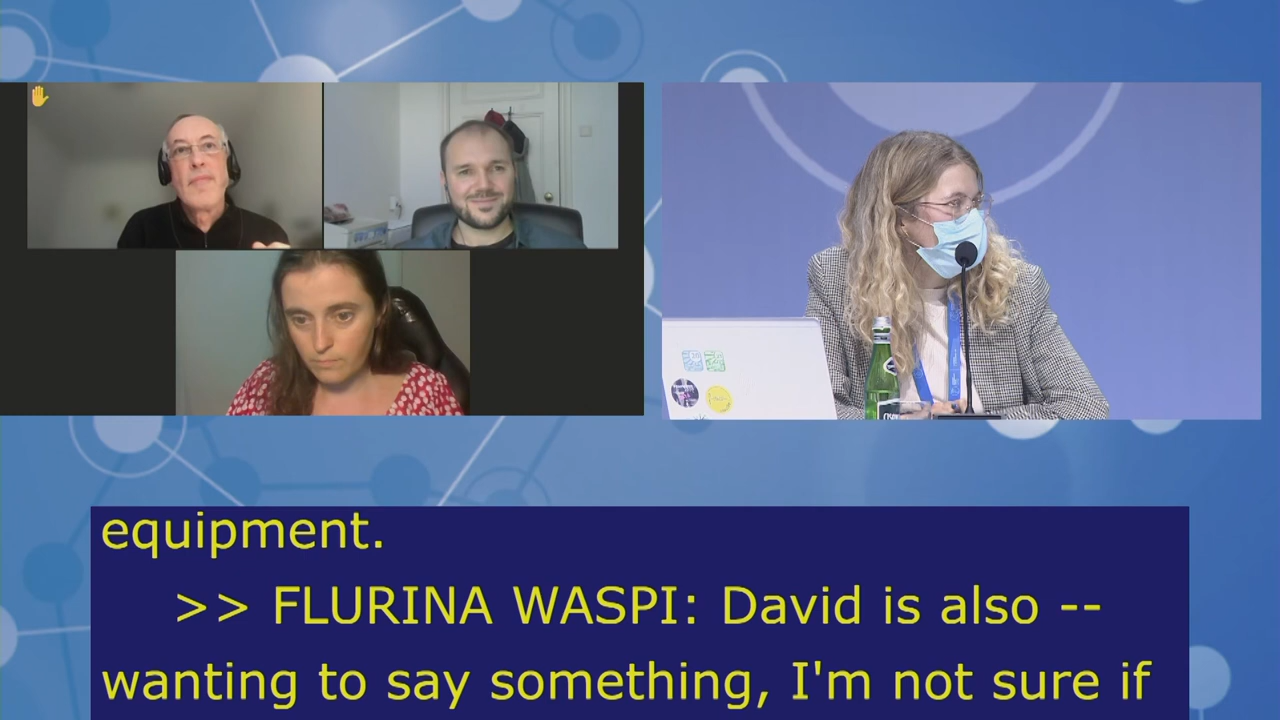 equipment.
>> FLURINA WASPI: David is also --
wanting to say something, I'm not sure if